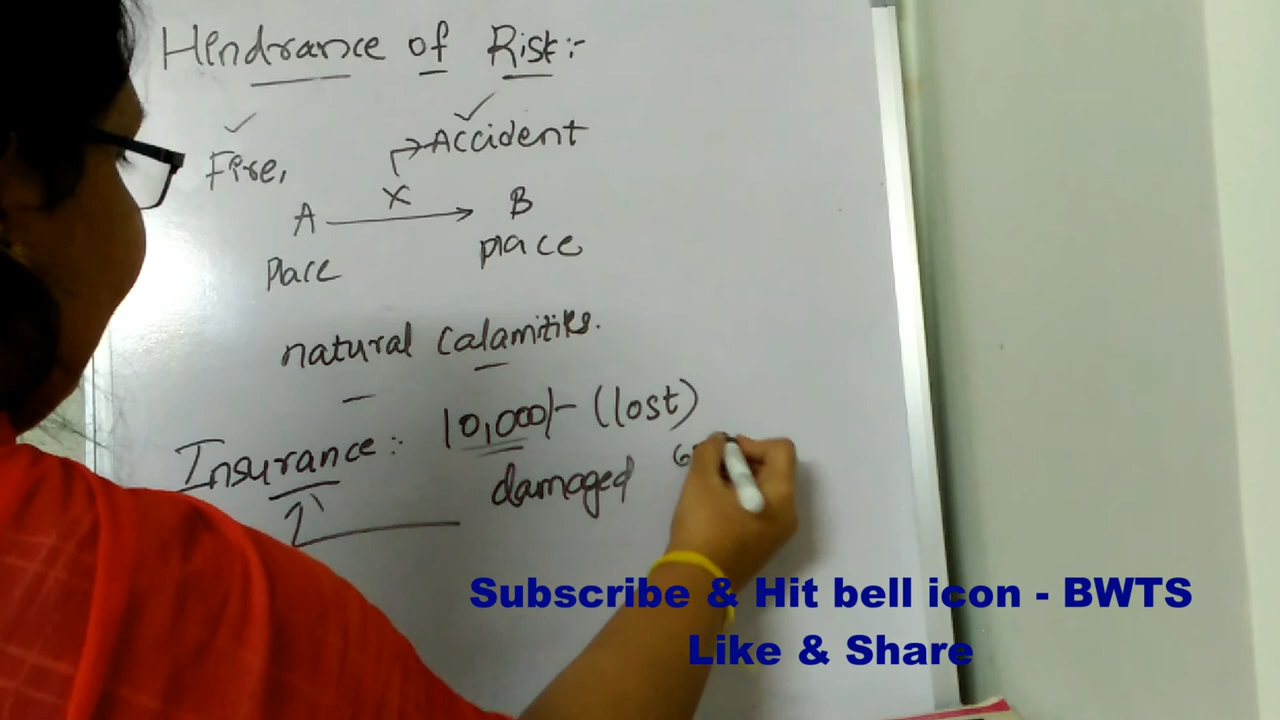 Hendrance of Risk:-
Fire,
Accident
A
X
B
Place
place
natural calamities.
Insurance:
10,000/- (lost)
damaged
Subscribe & Hit bell icon - BWTS
Like & Share